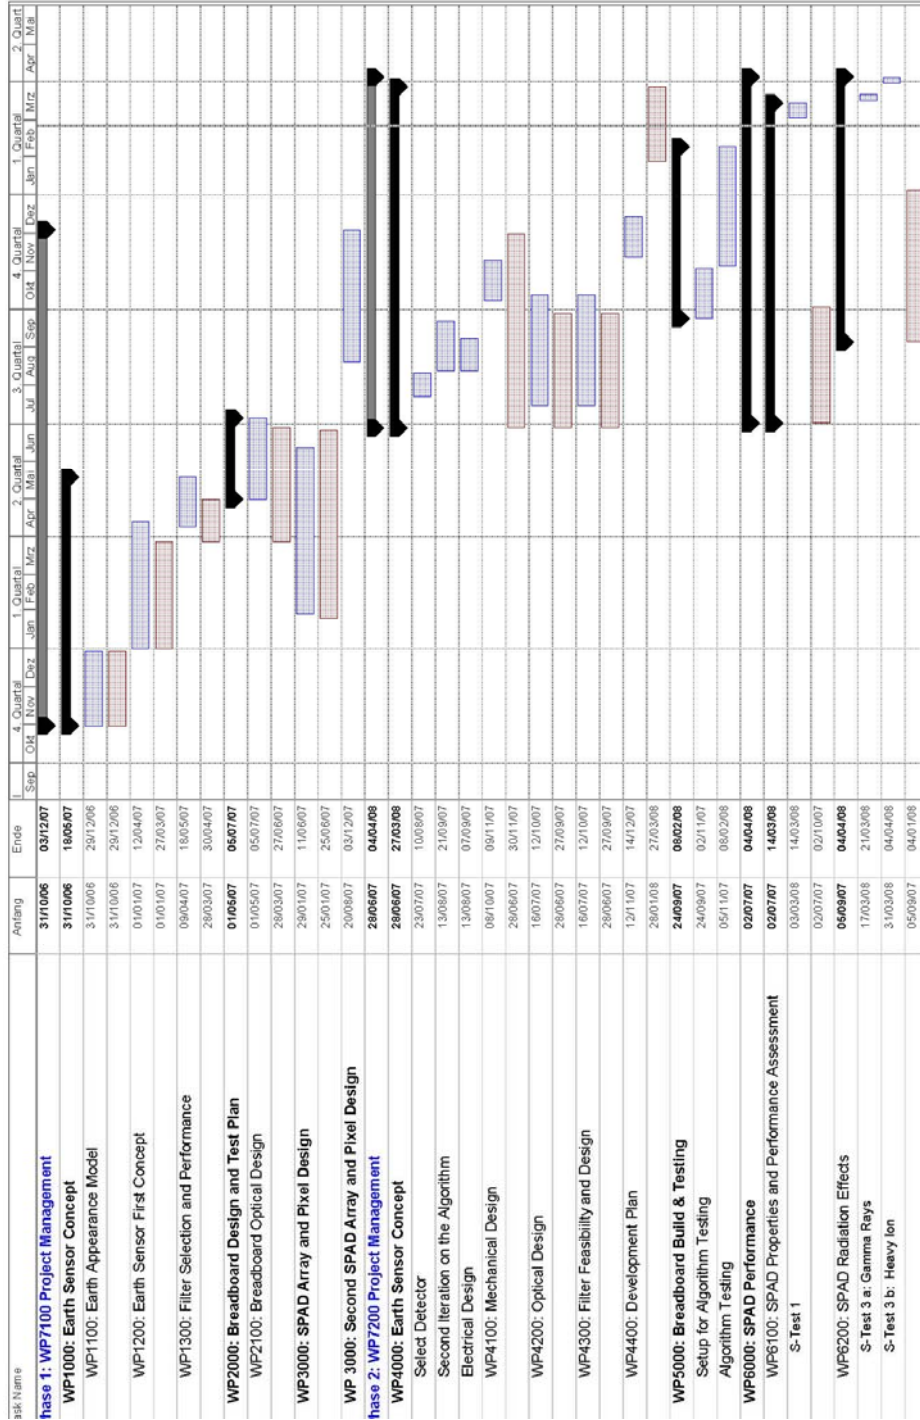 ask Name Anfang Ende
4. Quartal 1. Quartal 2. Quartal 3. Quartal 4. Quartal 1. Quartal 2. Quart
Sep Okt Nov Dez Jan Feb Mrz Apr Mai Jun Jul Aug Sep Okt Nov Dez Jan Feb Mrz Apr Mai
hase 1: WP7100 Project Management 31/10/06 03/12/07
WP1000: Earth Sensor Concept 31/10/06 18/05/07
WP1100: Earth Appearance Model 31/10/06 29/12/06
31/10/06 29/12/06
WP1200: Earth Sensor First Concept 01/01/07 12/04/07
01/01/07 27/03/07
WP1300: Filter Selection and Performance 09/04/07 18/05/07
28/03/07 30/04/07
WP2000: Breadboard Design and Test Plan 01/05/07 05/07/07
WP2100: Breadboard Optical Design 01/05/07 05/07/07
28/03/07 27/06/07
WP3000: SPAD Array and Pixel Design 29/01/07 11/06/07
25/01/07 25/06/07
WP 3000: Second SPAD Array and Pixel Design 20/08/07 03/12/07
hase 2: WP7200 Project Management 28/06/07 04/04/08
WP4000: Earth Sensor Concept 28/06/07 27/03/08
Select Detector 23/07/07 10/08/07
Second Iteration on the Algorithm 13/08/07 21/09/07
Electrical Design 13/08/07 07/09/07
WP4100: Mechanical Design 08/10/07 09/11/07
28/06/07 30/11/07
WP4200: Optical Design 16/07/07 12/10/07
28/06/07 27/09/07
WP4300: Filter Feasibility and Design 16/07/07 12/10/07
28/06/07 27/09/07
WP4400: Development Plan 12/11/07 14/12/07
28/01/08 27/03/08
WP5000: Breadboard Build & Testing 24/09/07 08/02/08
Setup for Algorithm Testing 24/09/07 02/11/07
Algorithm Testing 05/11/07 08/02/08
WP6000: SPAD Performance 02/07/07 04/04/08
WP6100: SPAD Properties and Performance Assessment 02/07/07 14/03/08
S-Test 1 03/03/08 14/03/08
02/07/07 02/10/07
WP6200: SPAD Radiation Effects 05/09/07 04/04/08
S-Test 3 a: Gamma Rays 17/03/08 21/03/08
S-Test 3 b: Heavy Ion 31/03/08 04/04/08
05/09/07 04/01/08